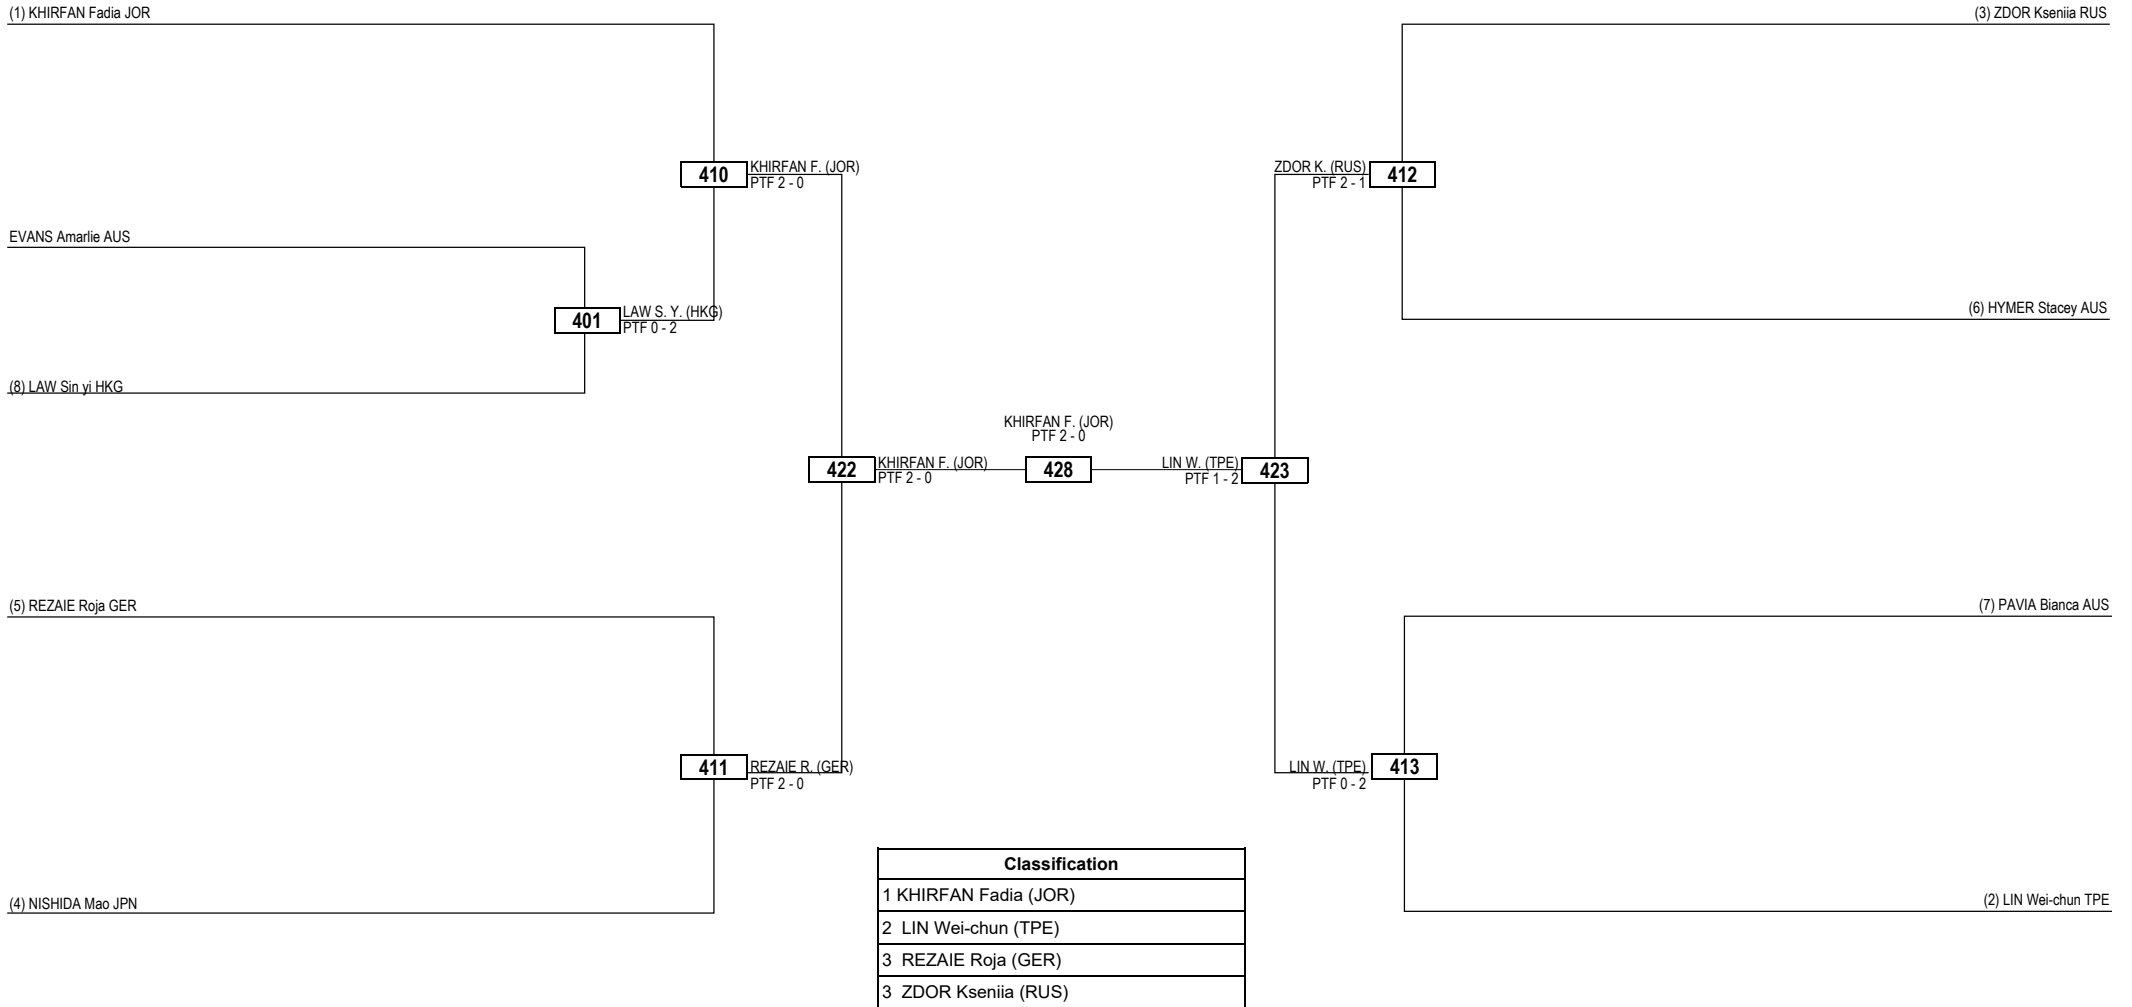 (1) KHIRFAN Fadia JOR
(3) ZDOR Kseniia RUS
410
KHIRFAN F. (JOR)
PTF 2 - 0
ZDOR K. (RUS)
PTF 2 - 1
412
EVANS Amarlie AUS
401
LAW S. Y. (HKG)
PTF 0 - 2
(6) HYMER Stacey AUS
(8) LAW Sin yi HKG
KHIRFAN F. (JOR)
PTF 2 - 0
422
KHIRFAN F. (JOR)
PTF 2 - 0
428
LIN W. (TPE)
PTF 1 - 2
423
(5) REZAIE Roja GER
(7) PAVIA Bianca AUS
411
REZAIE R. (GER)
PTF 2 - 0
LIN W. (TPE)
PTF 0 - 2
413
(4) NISHIDA Mao JPN
(2) LIN Wei-chun TPE
Classification
1 KHIRFAN Fadia (JOR)
2 LIN Wei-chun (TPE)
3 REZAIE Roja (GER)
3 ZDOR Kseniia (RUS)